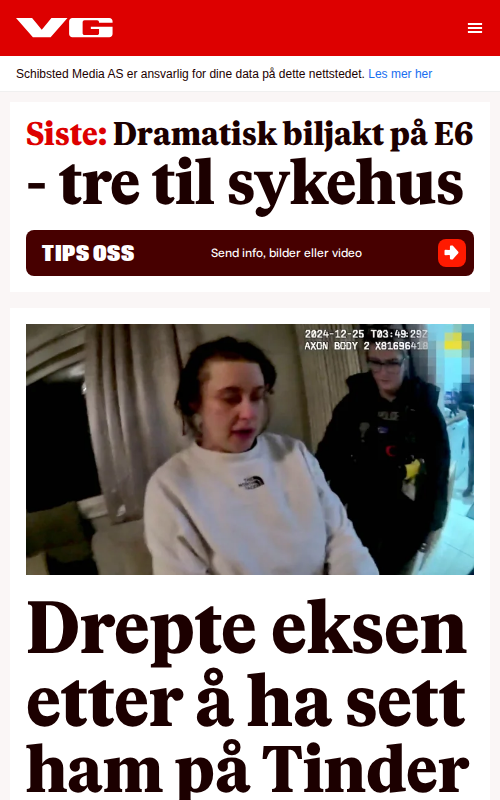 VG
Schibsted Media AS er ansvarlig for dine data på dette nettstedet. Les mer her
Siste: Dramatisk biljakt på E6
- tre til sykehus
TIPS OSS
Send info, bilder eller video
2024-12-25 T03:49:29Z
AXON BODY 2 X81696418
POLICE
Drepte eksen
etter å ha sett
ham på Tinder